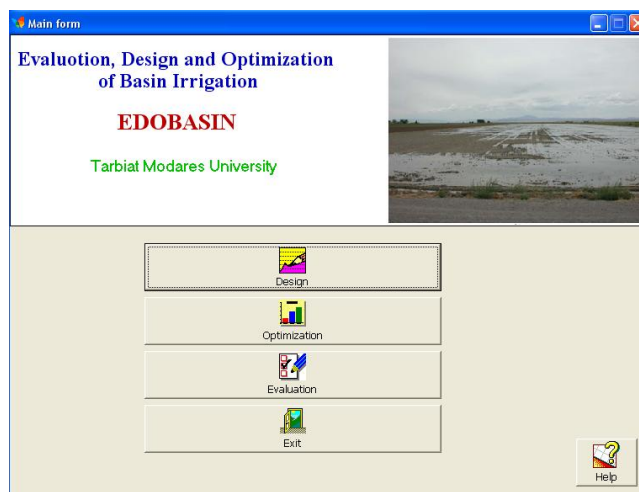 Main form
Evaluotion, Design and Optimization
of Basin Irrigation
EDOBASIN
Tarbiat Modares University
Design
Optimization
Evaluation
Exit
Help